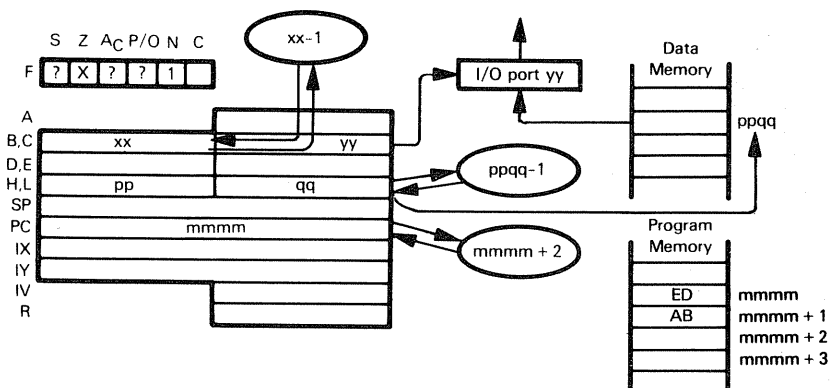 S Z AC P/O N C
F ? X ? ? 1
xx-1
I/O port yy
Data
Memory
ppqq
A
B,C xx yy
D,E
H,L pp qq
ppqq-1
SP
PC mmmm
mmmm + 2
IX
IY
IV
R
Program
Memory
ED mmmm
AB mmmm + 1
mmmm + 2
mmmm + 3